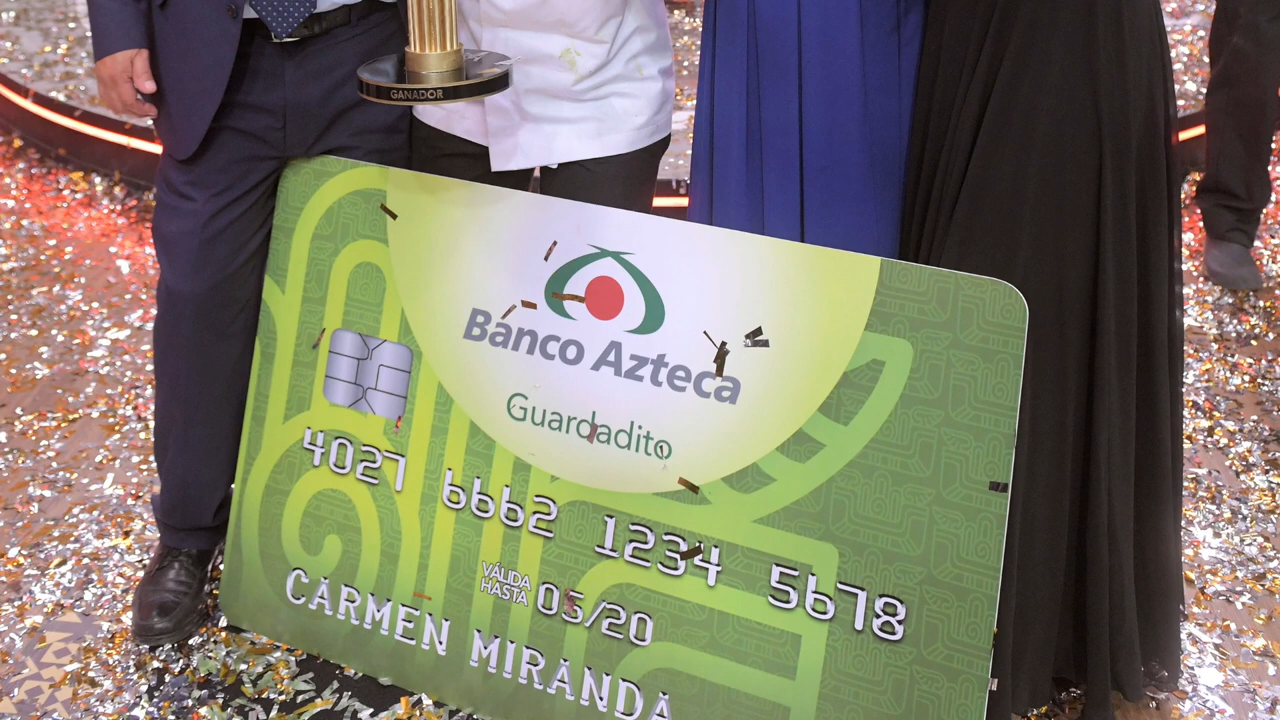 GANADOR
Banco Azteca
Guardadito
4027 6662 1234 5678
VÁLIDA
HASTA 05/20
CARMEN MIRANDA